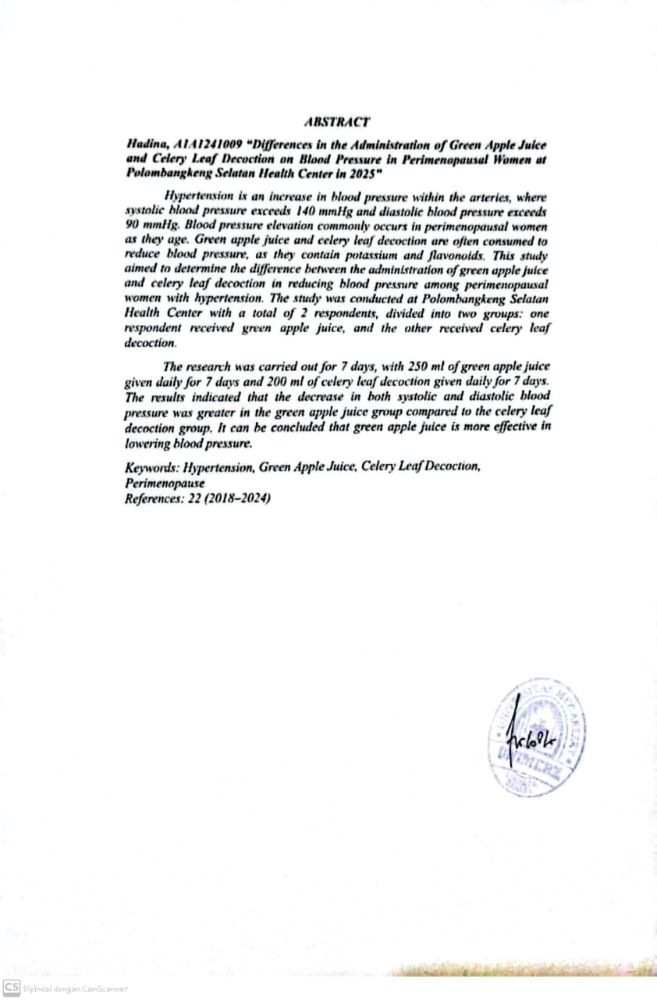 ABSTRACT
Hadina, A1A1241009 "Differences in the Administration of Green Apple Juice
and Celery Leaf Decoction on Blood Pressure in Perimenopausal Women at
Polombangkeng Selatan Health Center in 2025"
Hypertension is an increase in blood pressure within the arteries, where
systolic blood pressure exceeds 140 mmHg and diastolic blood pressure exceeds
90 mmHg. Blood pressure elevation commonly occurs in perimenopausal women
as they age. Green apple juice and celery leaf decoction are often consumed to
reduce blood pressure, as they contain potassium and flavonoids. This study
aimed to determine the difference between the administration of green apple juice
and celery leaf decoction in reducing blood pressure among perimenopausal
women with hypertension. The study was conducted at Polombangkeng Selatan
Health Center with a total of 2 respondents, divided into two groups: one
respondent received green apple juice, and the other received celery leaf
decoction.
The research was carried out for 7 days, with 250 ml of green apple juice
given daily for 7 days and 200 ml of celery leaf decoction given daily for 7 days.
The results indicated that the decrease in both systolic and diastolic blood
pressure was greater in the green apple juice group compared to the celery leaf
decoction group. It can be concluded that green apple juice is more effective in
lowering blood pressure.
Keywords: Hypertension, Green Apple Juice, Celery Leaf Decoction,
Perimenopause
References: 22 (2018–2024)
CS Dipindai dengan CamScanner